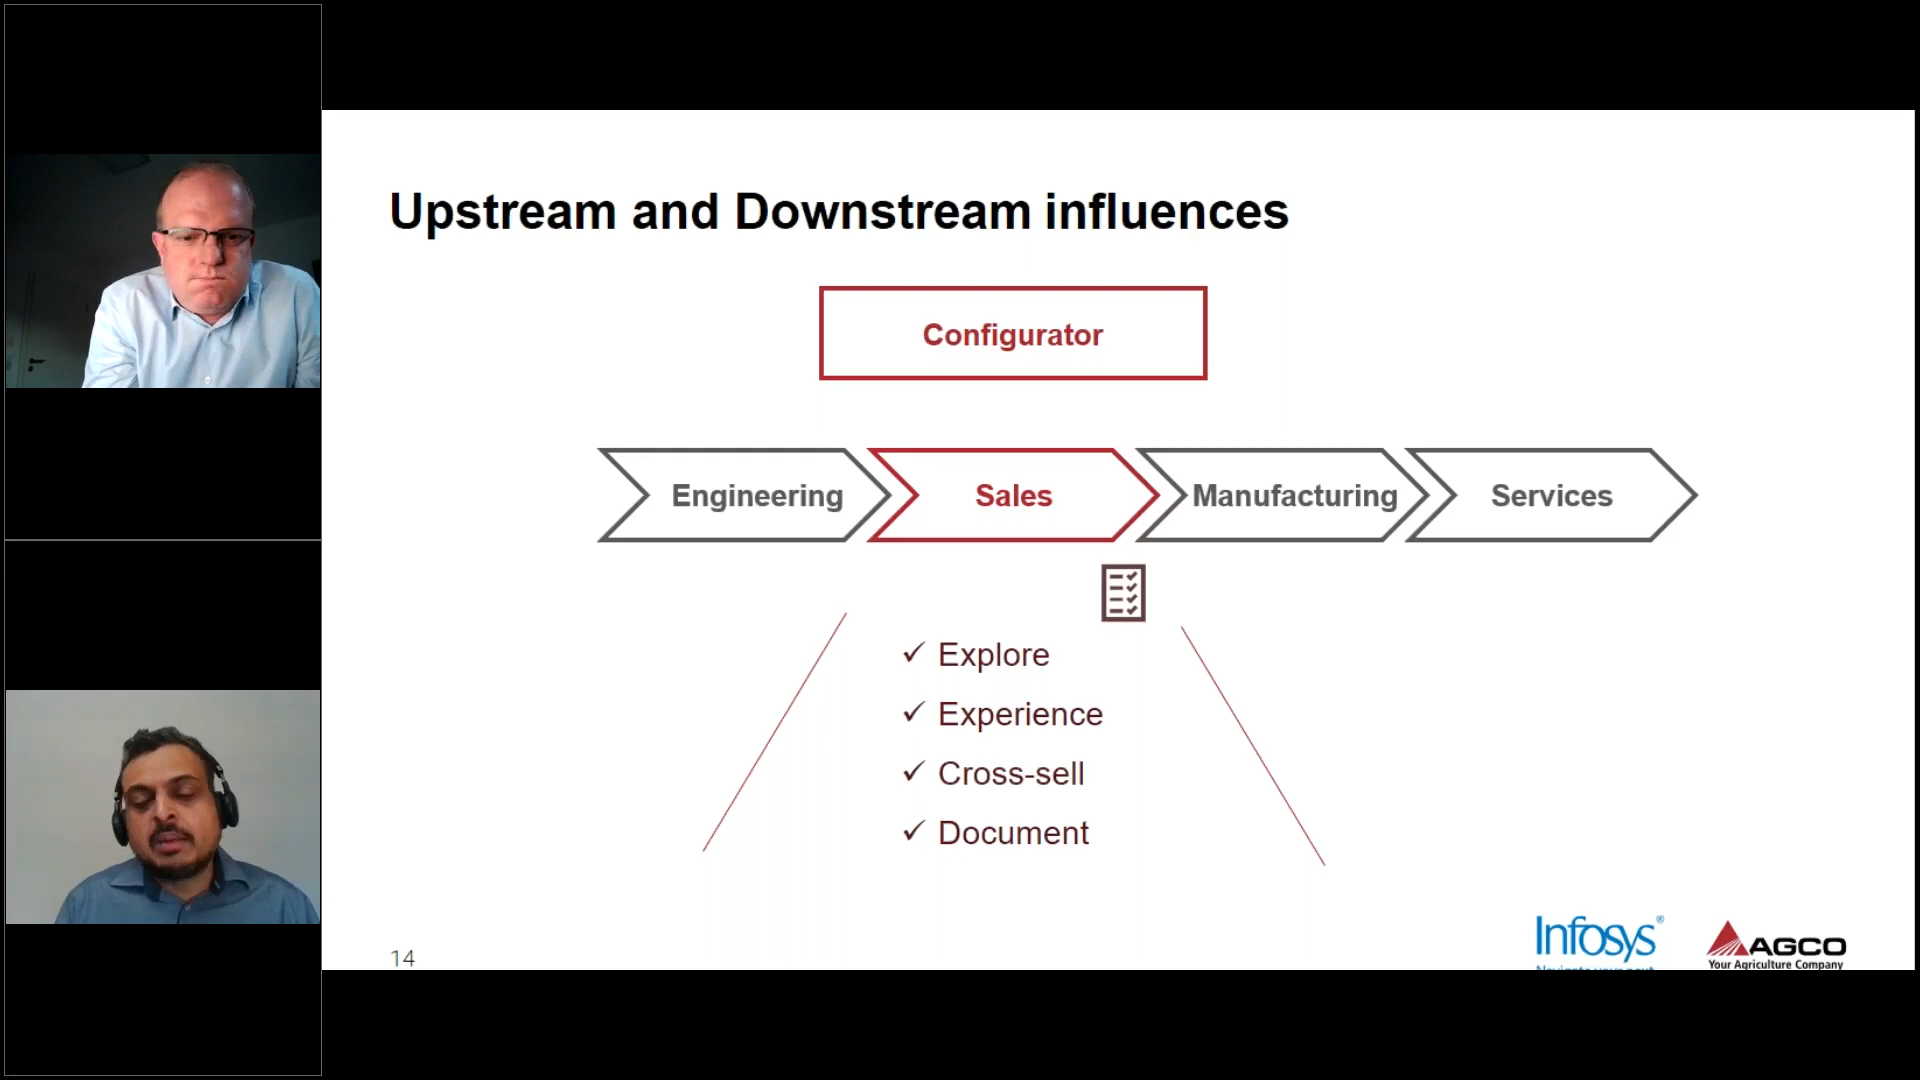 Upstream and Downstream influences
Configurator
Engineering
Sales
Manufacturing
Services
✓ Explore
✓ Experience
✓ Cross-sell
✓ Document
14
Infosys®
AGCO
Your Agriculture Company